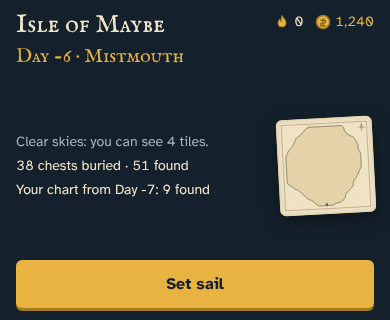 Isle of Maybe
0 1,240
Day -6 · Mistmouth
Clear skies: you can see 4 tiles.
38 chests buried · 51 found
Your chart from Day -7: 9 found
Set sail